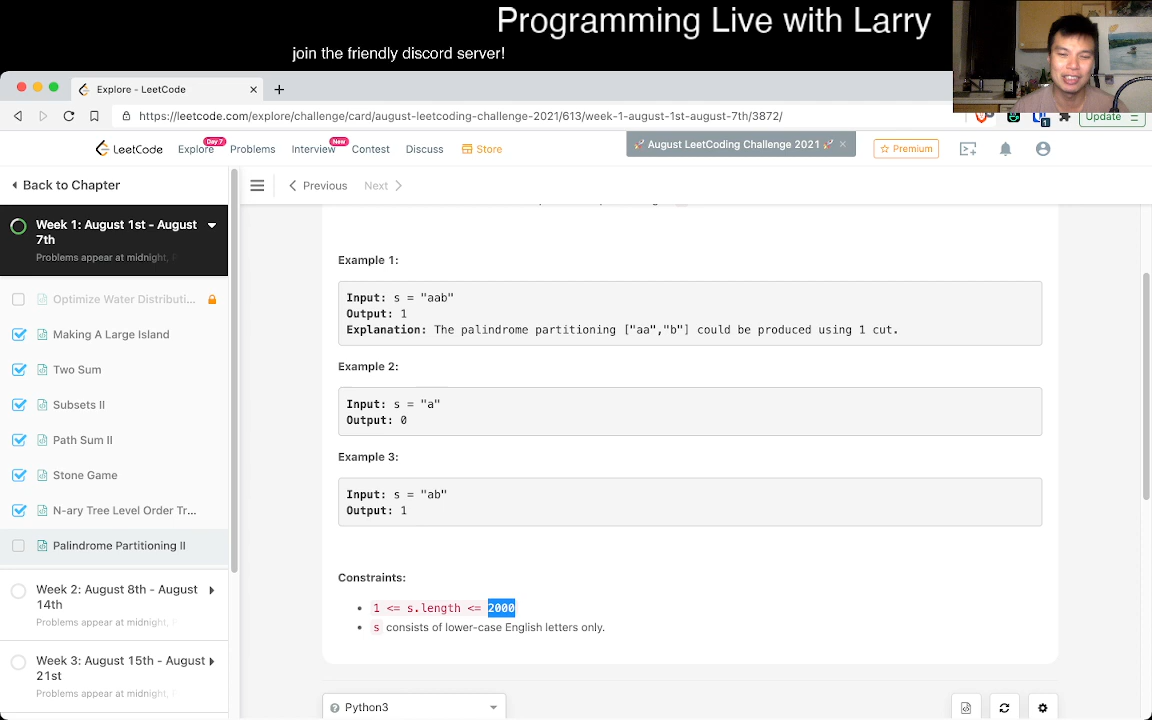 Programming Live with Larry
join the friendly discord server!
Explore - LeetCode
https://leetcode.com/explore/challenge/card/august-leetcoding-challenge-2021/613/week-1-august-1st-august-7th/3872/
Update
LeetCode
Explore
Day 7
Problems
Interview
New
Contest
Discuss
Store
August LeetCoding Challenge 2021
Premium
Back to Chapter
Previous
Next
Week 1: August 1st - August
7th
Problems appear at midnight,
Optimize Water Distributi...
Making A Large Island
Two Sum
Subsets II
Path Sum II
Stone Game
N-ary Tree Level Order Tr...
Palindrome Partitioning II
Week 2: August 8th - August
14th
Problems appear at midnight,
Week 3: August 15th - August
21st
Problems appear at midnight,
Example 1:
Input: s = "aab"
Output: 1
Explanation: The palindrome partitioning ["aa","b"] could be produced using 1 cut.
Example 2:
Input: s = "a"
Output: 0
Example 3:
Input: s = "ab"
Output: 1
Constraints:
1 <= s.length <= 2000
s consists of lower-case English letters only.
Python3